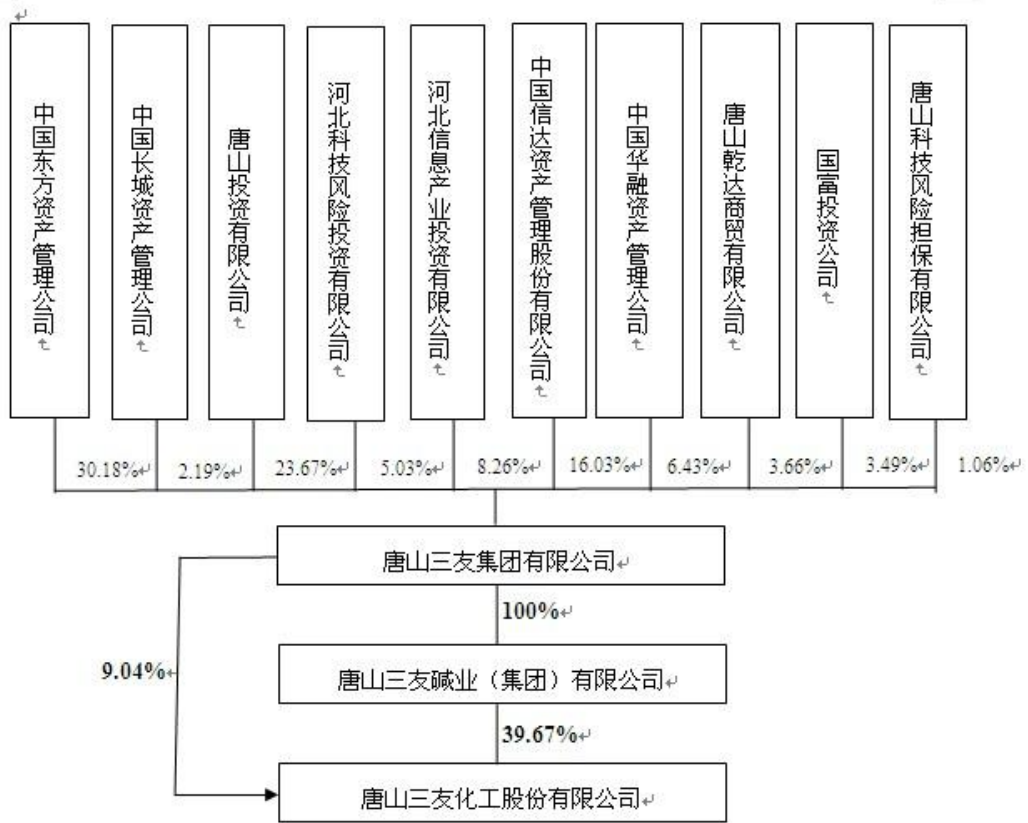 中国东方资产管理公司
中国长城资产管理公司
唐山投资有限公司
河北科技风险投资有限公司
河北信息产业投资有限公司
中国信达资产管理股份有限公司
中国华融资产管理公司
唐山乾达商贸有限公司
国富投资公司
唐山科技风险担保有限公司
30.18%
2.19%
23.67%
5.03%
8.26%
16.03%
6.43%
3.66%
3.49%
1.06%
唐山三友集团有限公司
100%
9.04%
唐山三友碱业（集团）有限公司
39.67%
唐山三友化工股份有限公司